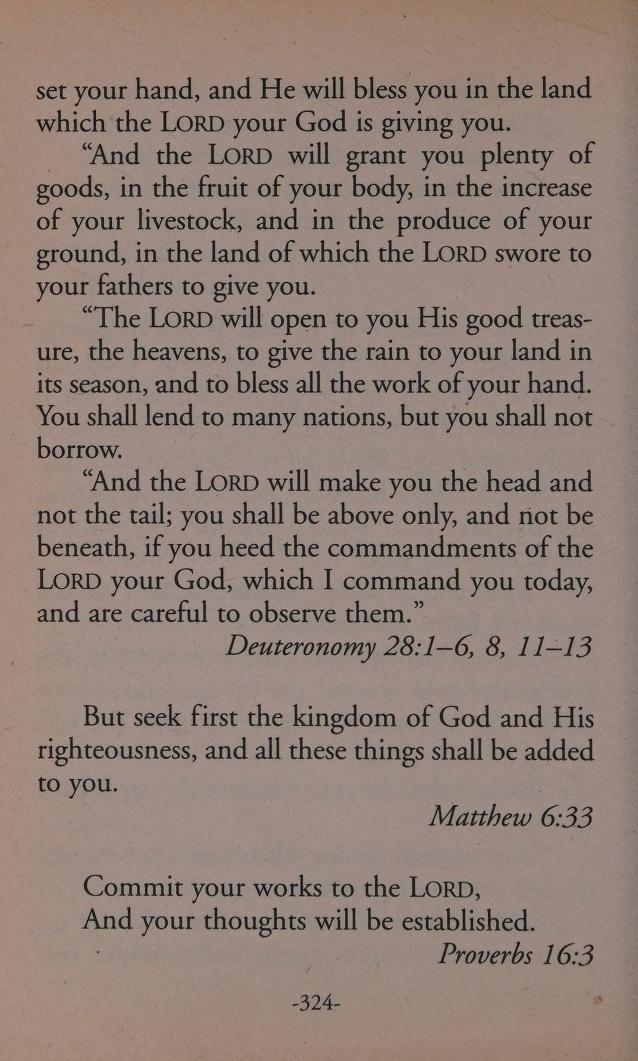 set your hand, and He will bless you in the land
which the LORD your God is giving you.
“And the LORD will grant you plenty of
goods, in the fruit of your body, in the increase
of your livestock, and in the produce of your
ground, in the land of which the LORD swore to
your fathers to give you.
“The LORD will open to you His good treas-
ure, the heavens, to give the rain to your land in
its season, and to bless all the work of your hand.
You shall lend to many nations, but you shall not
borrow.
“And the LORD will make you the head and
not the tail; you shall be above only, and not be
beneath, if you heed the commandments of the
LORD your God, which I command you today,
and are careful to observe them.”
Deuteronomy 28:1–6, 8, 11–13
But seek first the kingdom of God and His
righteousness, and all these things shall be added
to you.
Matthew 6:33
Commit your works to the LORD,
And your thoughts will be established.
Proverbs 16:3
-324-